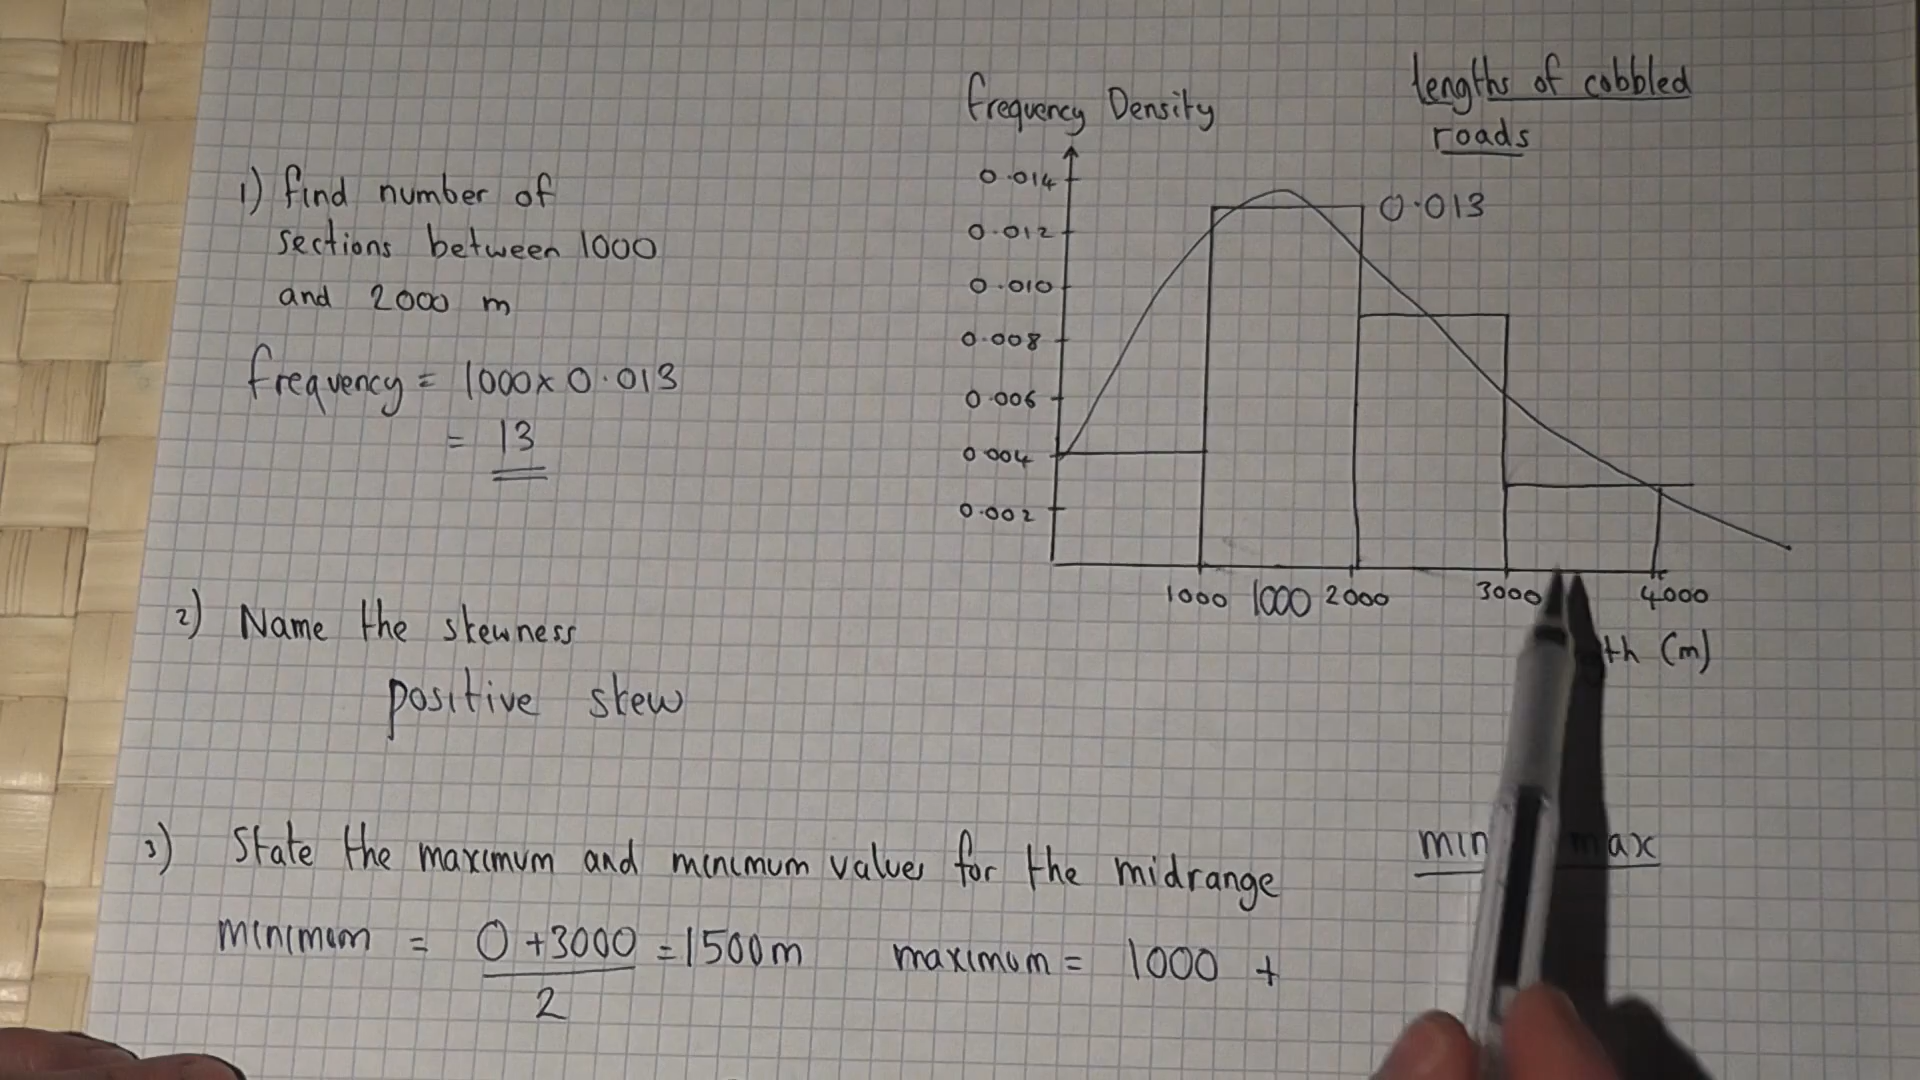 lengths of cobbled
roads
frequency Density
0.014
0.013
0.012
0.010
0.008
0.006
0.004
0.002
1000 1000 2000 3000 4000
th (m)
1) find number of
sections between 1000
and 2000 m
frequency = 1000 x 0.013
= 13
2) Name the skewness
positive skew
3) State the maximum and minimum values for the midrange
min max
minimum = 0 + 3000 = 1500m maximum = 1000 +
2